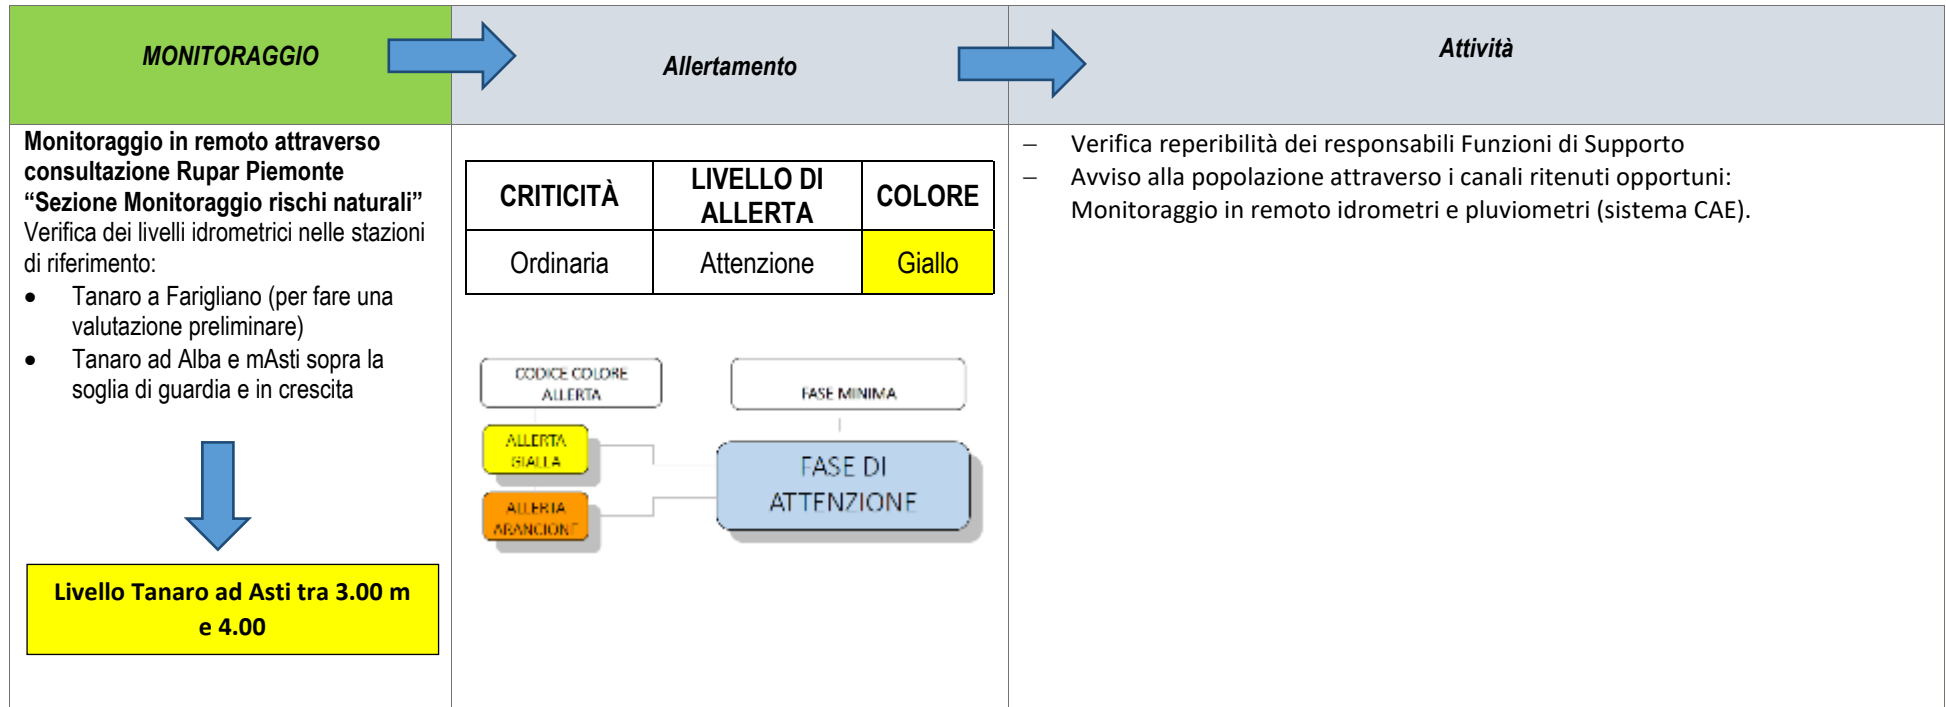 MONITORAGGIO
Allertamento
Attività
Monitoraggio in remoto attraverso
consultazione Rupar Piemonte
“Sezione Monitoraggio rischi naturali”
Verifica dei livelli idrometrici nelle stazioni
di riferimento:
• Tanaro a Farigliano (per fare una
valutazione preliminare)
• Tanaro ad Alba e mAsti sopra la
soglia di guardia e in crescita
Livello Tanaro ad Asti tra 3.00 m
e 4.00
CRITICITÀ
LIVELLO DI
ALLERTA
COLORE
Ordinaria
Attenzione
Giallo
CODICE COLORE
ALLERTA
FASE MINIMA
ALLERTA
GIALLA
FASE DI
ATTENZIONE
ALLERTA
ARANCIONE
– Verifica reperibilità dei responsabili Funzioni di Supporto
– Avviso alla popolazione attraverso i canali ritenuti opportuni:
Monitoraggio in remoto idrometri e pluviometri (sistema CAE).